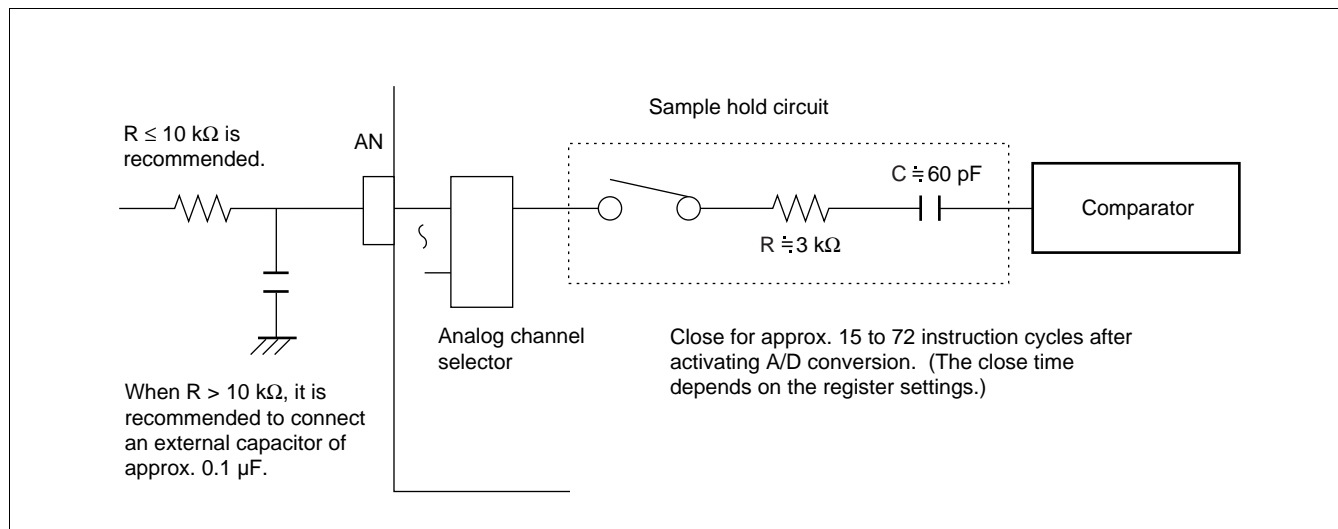 Sample hold circuit
R ≤ 10 kΩ is
recommended.
AN
C ≒ 60 pF
Comparator
R ≒ 3 kΩ
Analog channel
selector
Close for approx. 15 to 72 instruction cycles after
activating A/D conversion. (The close time
depends on the register settings.)
When R > 10 kΩ, it is
recommended to connect
an external capacitor of
approx. 0.1 µF.